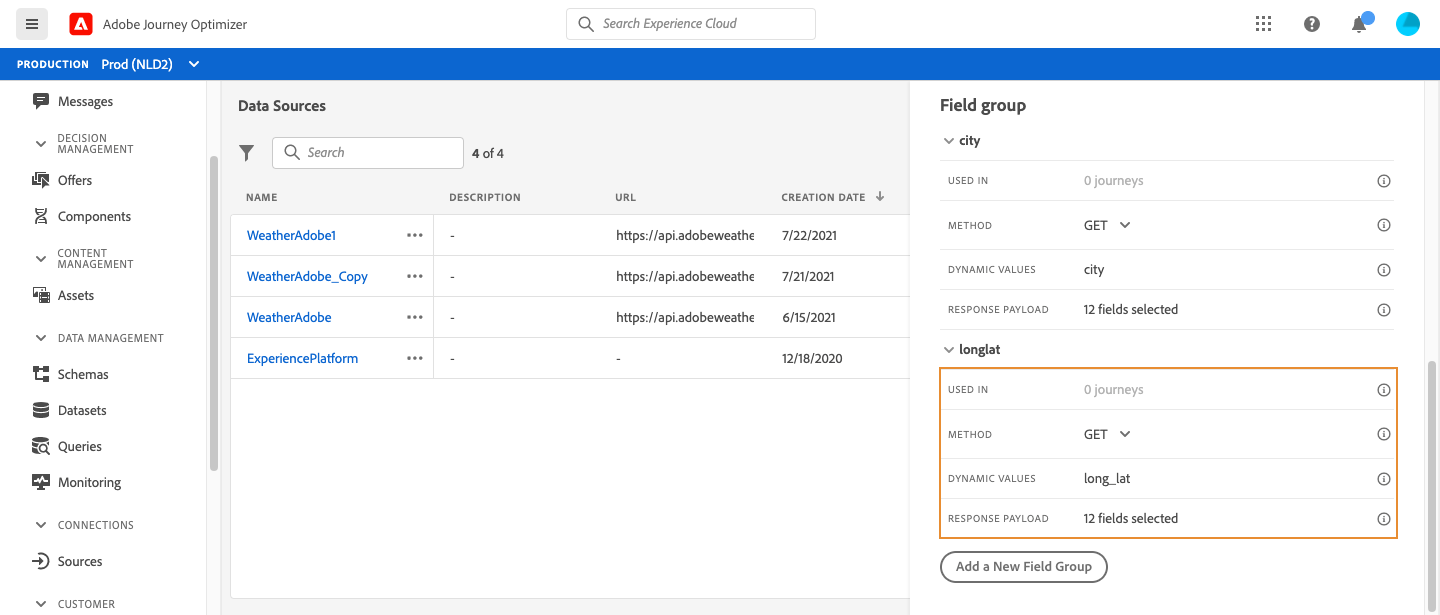 Adobe Journey Optimizer
Search Experience Cloud
PRODUCTION Prod (NLD2)
Messages
DECISION
MANAGEMENT
Offers
Components
CONTENT
MANAGEMENT
Assets
DATA MANAGEMENT
Schemas
Datasets
Queries
Monitoring
CONNECTIONS
Sources
CUSTOMER
Data Sources
Search
4 of 4
NAME DESCRIPTION URL CREATION DATE
WeatherAdobe1 ••• - https://api.adobeweathe 7/22/2021
WeatherAdobe_Copy ••• - https://api.adobeweathe 7/21/2021
WeatherAdobe ••• - https://api.adobeweathe 6/15/2021
ExperiencePlatform ••• - - 12/18/2020
Field group
city
USED IN 0 journeys
METHOD GET
DYNAMIC VALUES city
RESPONSE PAYLOAD 12 fields selected
longlat
USED IN 0 journeys
METHOD GET
DYNAMIC VALUES long_lat
RESPONSE PAYLOAD 12 fields selected
Add a New Field Group